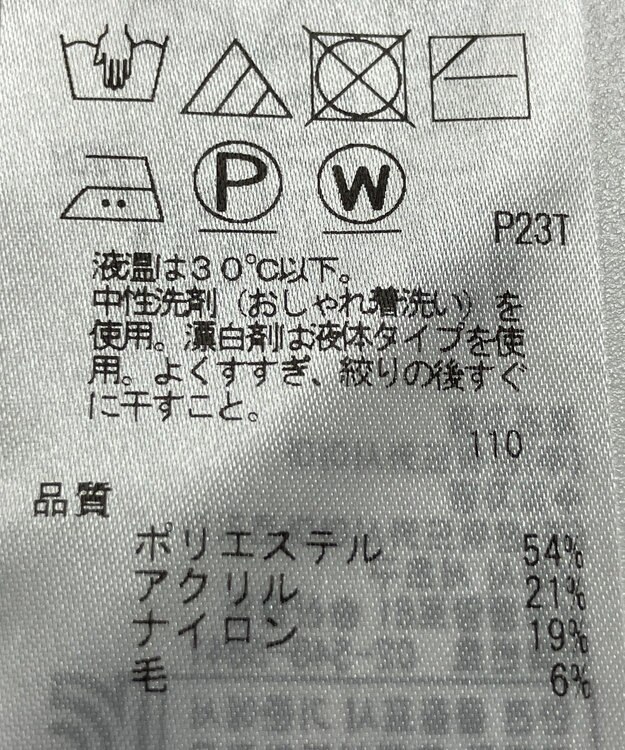 P
W
P23T
液温は30℃以下。
中性洗剤（おしゃれ着洗い）を
使用。漂白剤は液体タイプを使
用。よくすすぎ、絞りの後すぐ
に干すこと。
110
品質
ポリエステル 54%
アクリル 21%
ナイロン 19%
毛 6%